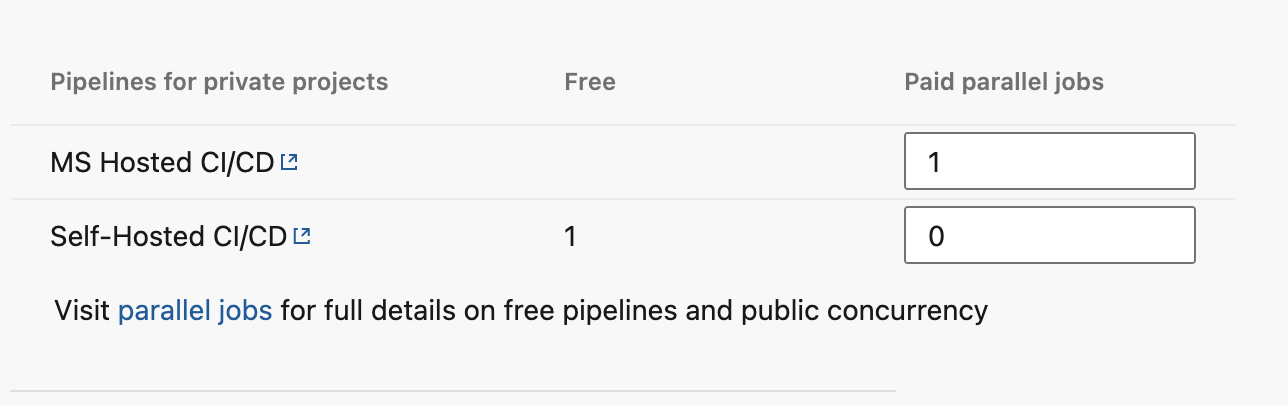 Pipelines for private projects Free Paid parallel jobs
MS Hosted CI/CD 1
Self-Hosted CI/CD 1 0
Visit parallel jobs for full details on free pipelines and public concurrency